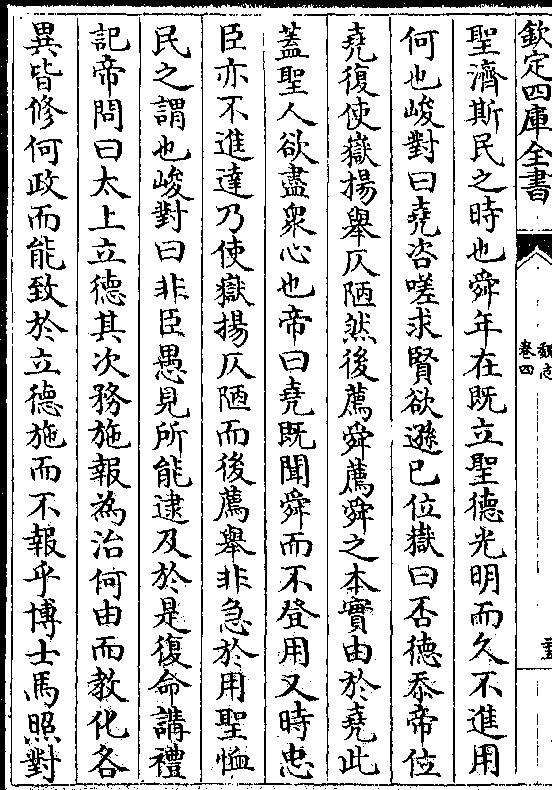 欽定四庫全書
魏志
卷四
聖濟斯民之時也舜年在既立聖德光明而久不進用
何也峻對曰堯咨嗟求賢欲遜已位嶽曰否德忝帝位
堯復使嶽揚舉仄陋然後薦舜薦舜之本實由於堯此
蓋聖人欲盡衆心也帝曰堯既聞舜而不登用又時忠
臣亦不進達乃使嶽揚仄陋而後薦舉非急於用聖恤
民之謂也峻對曰非臣愚見所能逮及於是復命講禮
記帝問曰太上立德其次務施報為治何由而教化各
異皆修何政而能致於立德施而不報乎博士馬照對